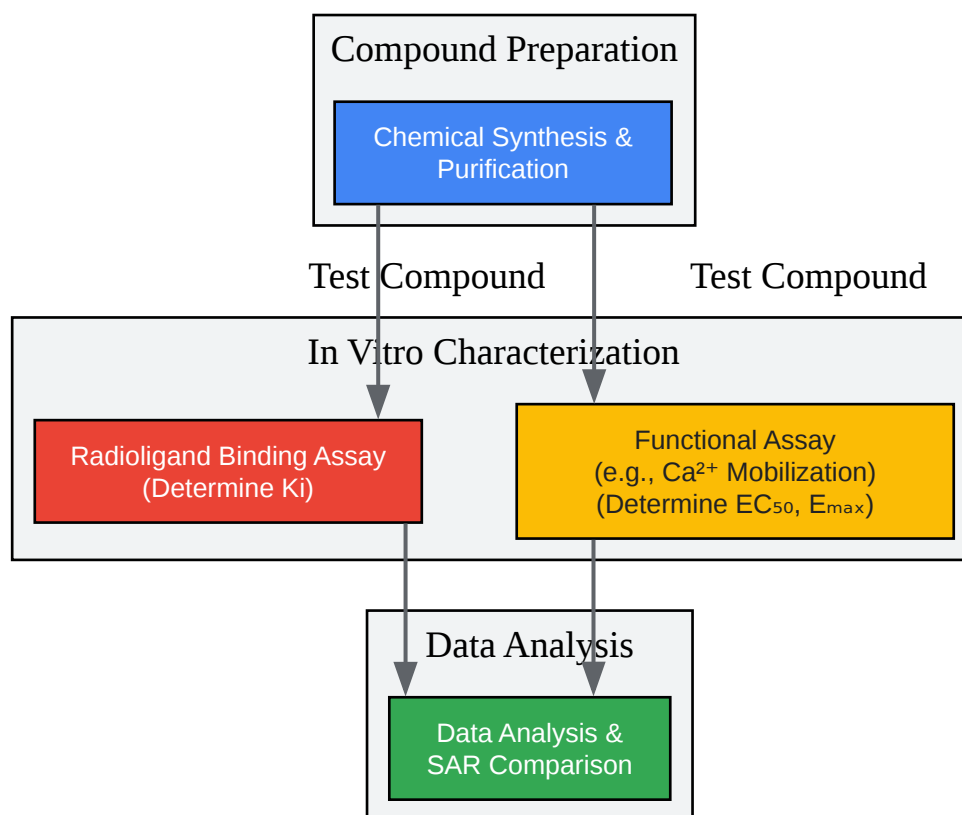 Compound Preparation
Chemical Synthesis &
Purification
Test Compound
Test Compound
In Vitro Characterization
Radioligand Binding Assay
(Determine Ki)
Functional Assay
(e.g., Ca²⁺ Mobilization)
(Determine EC₅₀, Eₘₐₓ)
Data Analysis
Data Analysis &
SAR Comparison